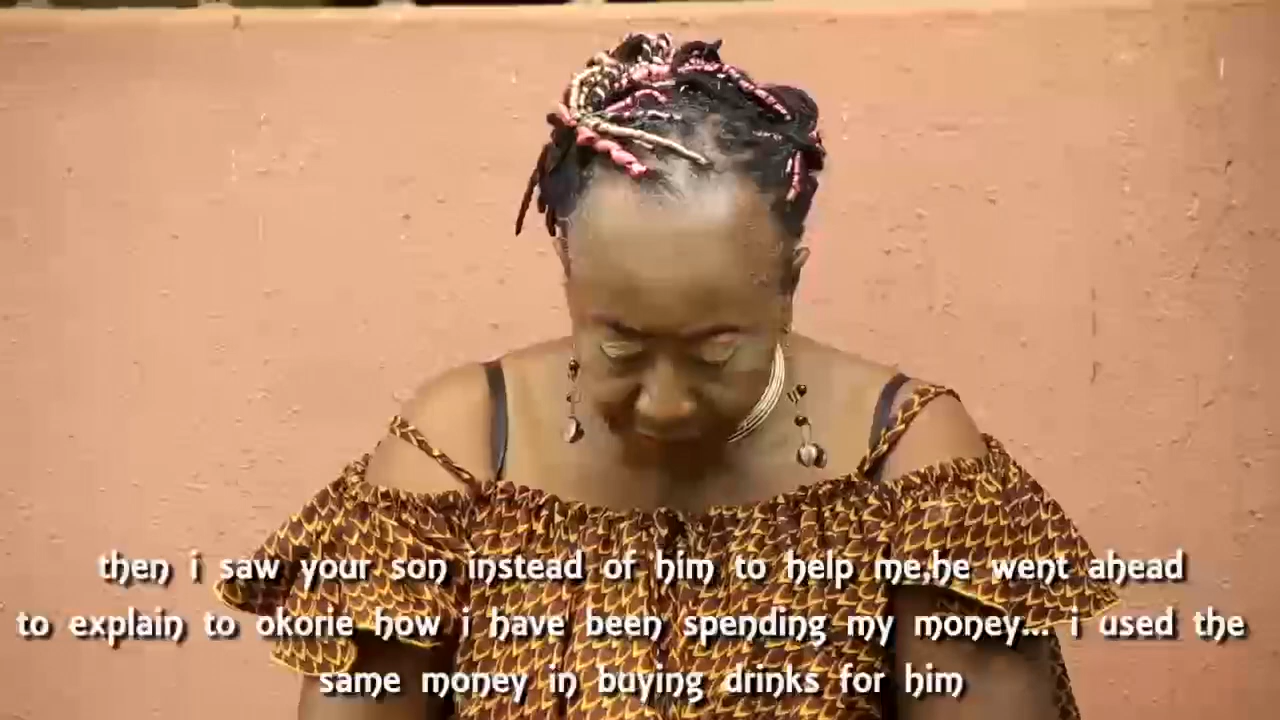 then i saw your son instead of him to help me,he went ahead
to explain to okorie how i have been spending my money... i used the
same money in buying drinks for him